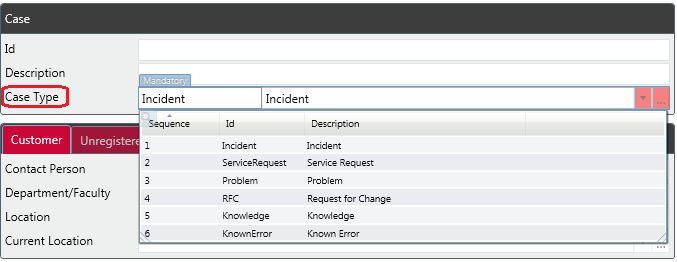 Case
Id
Description
Mandatory
Case Type Incident Incident ...
Sequence Id Description
1 Incident Incident
2 ServiceRequest Service Request
3 Problem Problem
4 RFC Request for Change
5 Knowledge Knowledge
6 KnownError Known Error
Customer Unregistere
Contact Person
Department/Faculty
Location
Current Location